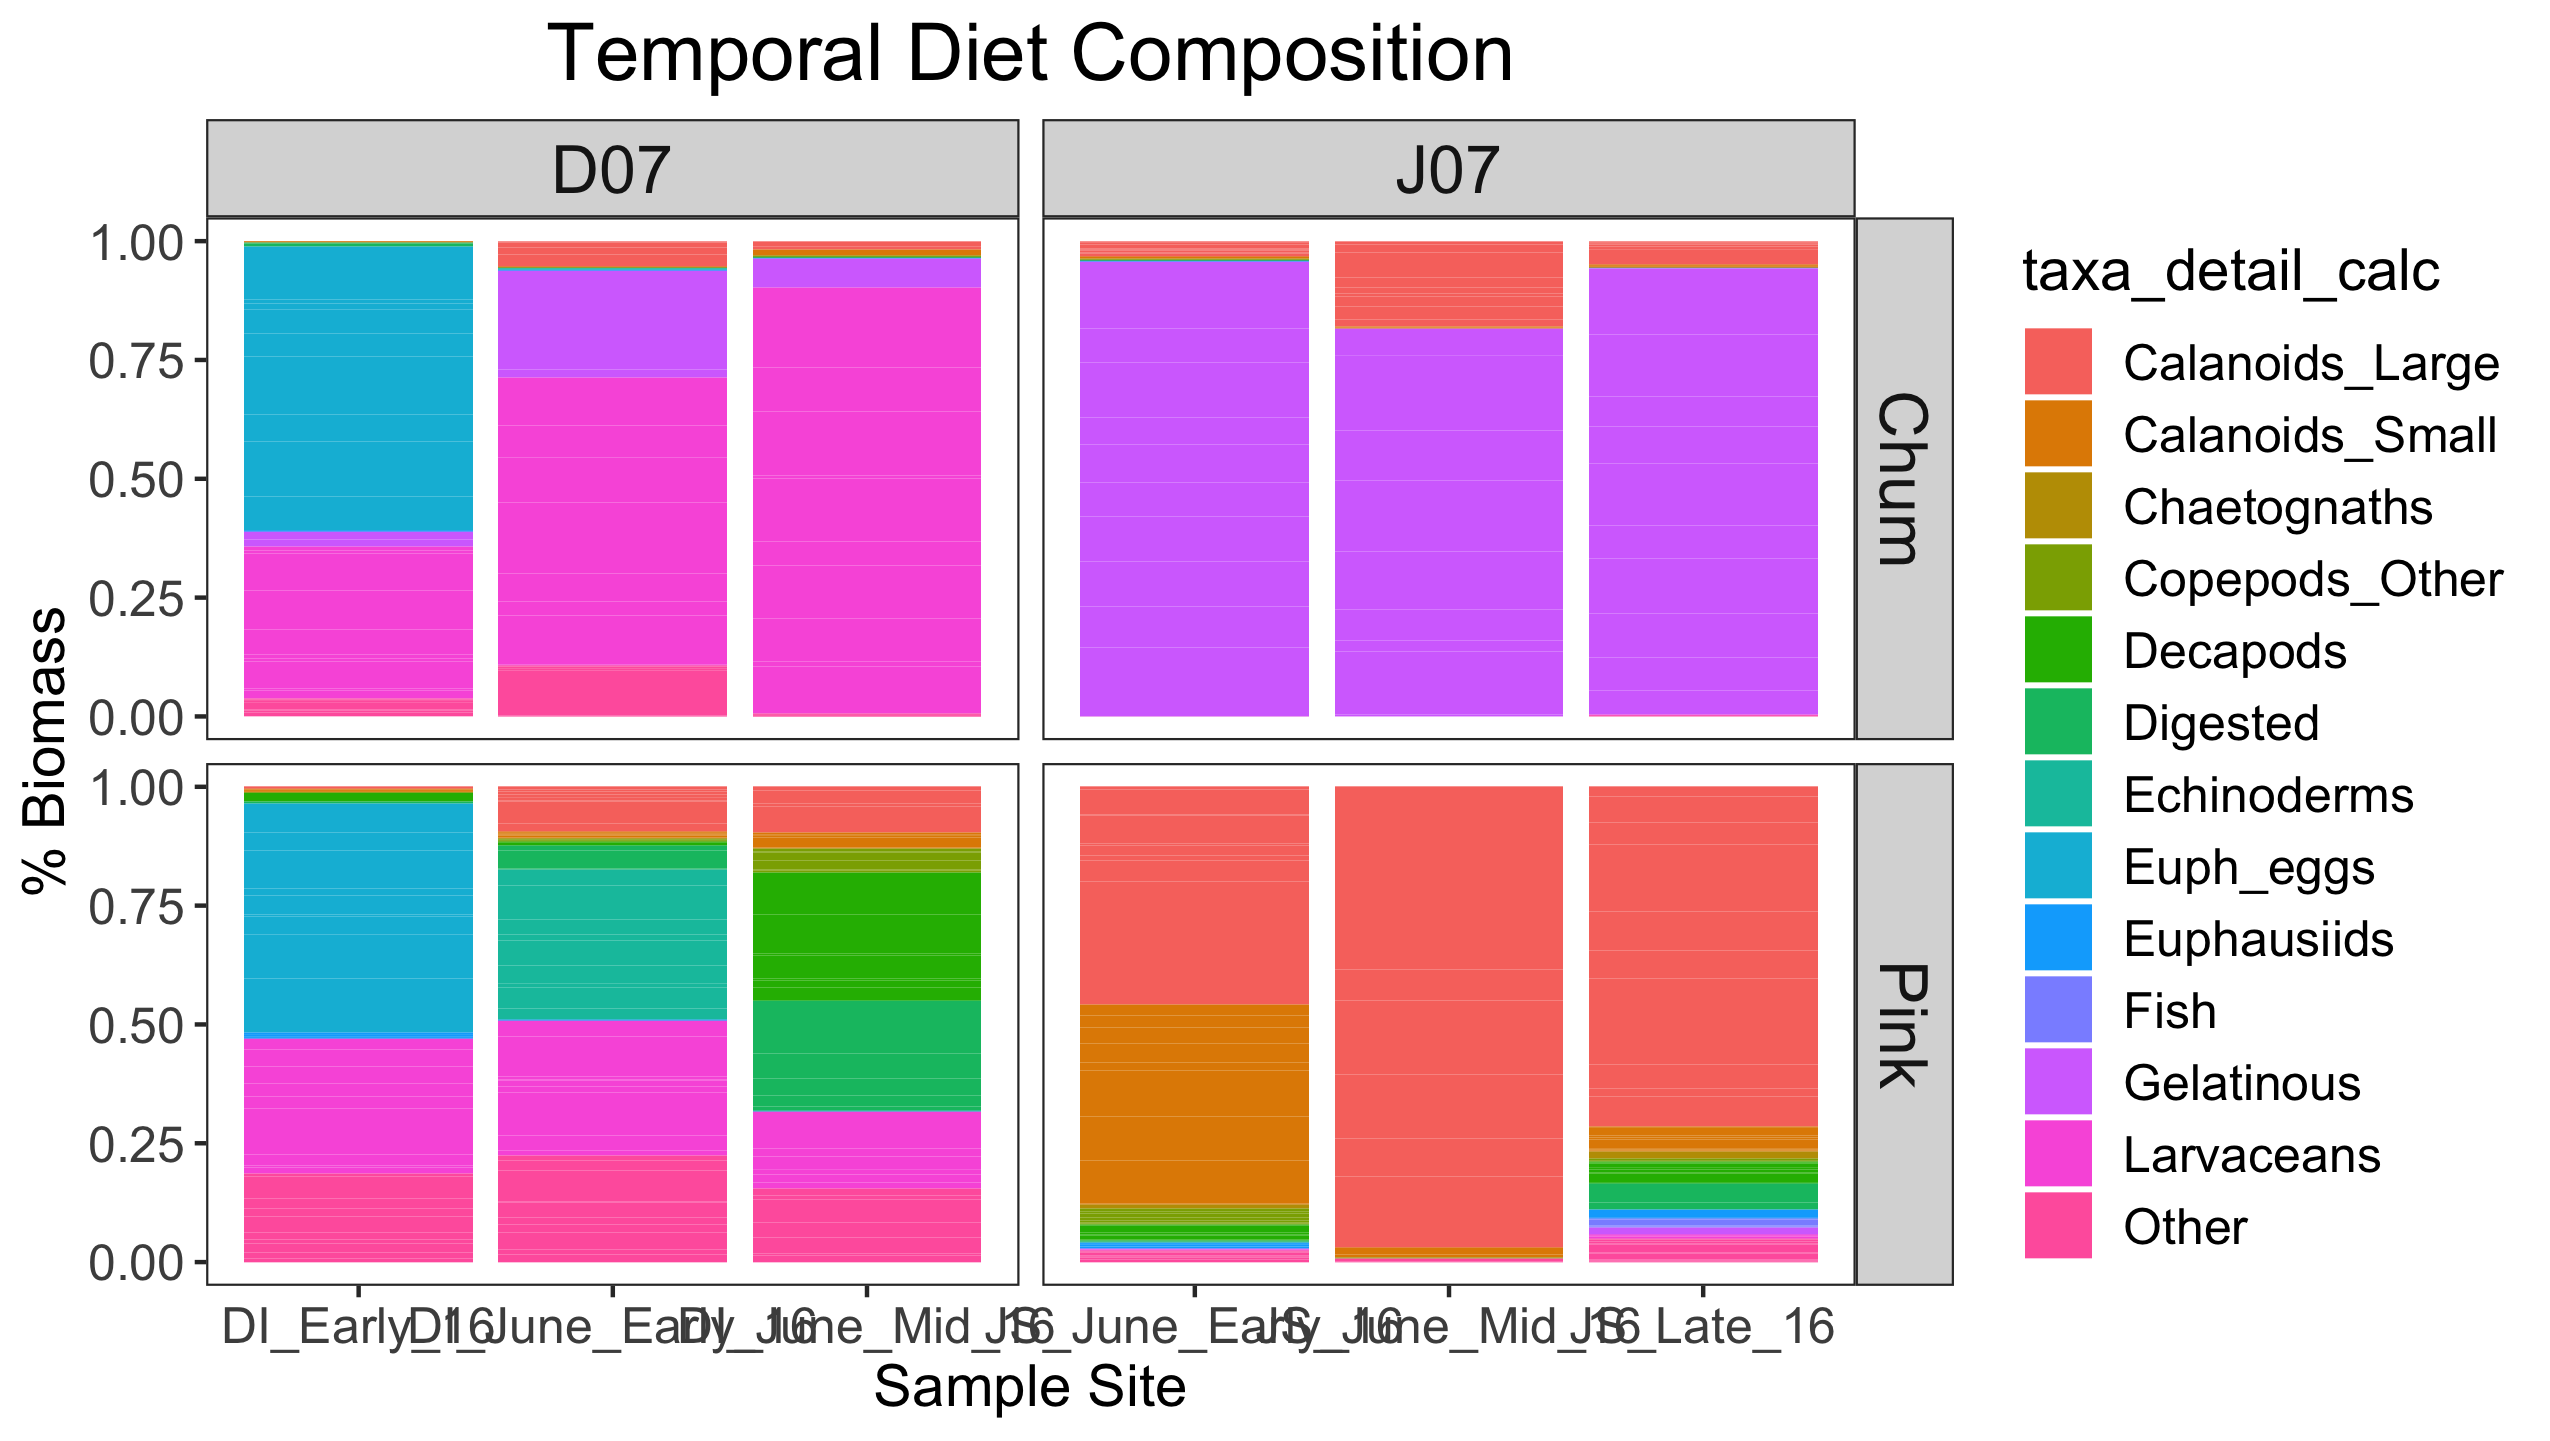 Temporal Diet Composition
D07
J07
1.00
0.75
0.50
0.25
0.00
Chum
% Biomass
1.00
0.75
0.50
0.25
0.00
Pink
DI_Early_16
DI_June_Early_16
DI_June_Mid_16
JS_June_Early_16
JS_June_Mid_16
JS_Late_16
Sample Site
taxa_detail_calc
Calanoids_Large
Calanoids_Small
Chaetognaths
Copepods_Other
Decapods
Digested
Echinoderms
Euph_eggs
Euphausiids
Fish
Gelatinous
Larvaceans
Other